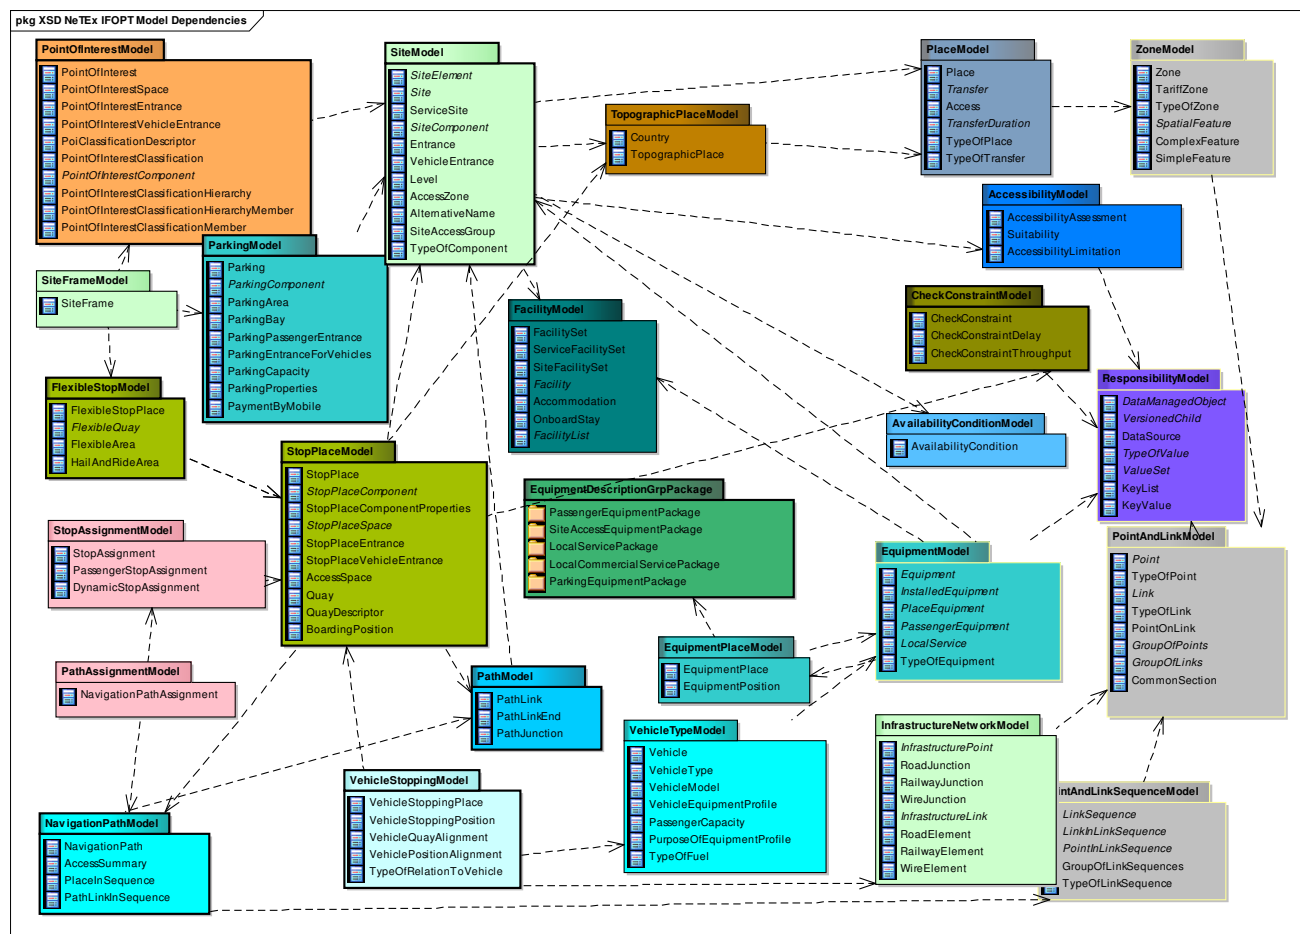 pkg XSD NeTEx IFOPT Model Dependencies
PointOfInterestModel
PointOfInterest
PointOfInterestSpace
PointOfInterestEntrance
PointOfInterestVehicleEntrance
PoiClassificationDescriptor
PointOfInterestClassification
PointOfInterestComponent
PointOfInterestClassificationHierarchy
PointOfInterestClassificationHierarchyMember
PointOfInterestClassificationMember
SiteModel
SiteElement
Site
ServiceSite
SiteComponent
Entrance
VehicleEntrance
Level
AccessZone
AlternativeName
SiteAccessGroup
TypeOfComponent
TopographicPlaceModel
Country
TopographicPlace
PlaceModel
Place
Transfer
Access
TransferDuration
TypeOfPlace
TypeOfTransfer
ZoneModel
Zone
TariffZone
TypeOfZone
SpatialFeature
ComplexFeature
SimpleFeature
AccessibilityModel
AccessibilityAssessment
Suitability
AccessibilityLimitation
ParkingModel
Parking
ParkingComponent
ParkingArea
ParkingBay
ParkingPassengerEntrance
ParkingEntranceForVehicles
ParkingCapacity
ParkingProperties
PaymentByMobile
SiteFrameModel
SiteFrame
FacilityModel
FacilitySet
ServiceFacilitySet
SiteFacilitySet
Facility
Accommodation
OnboardStay
FacilityList
CheckConstraintModel
CheckConstraint
CheckConstraintDelay
CheckConstraintThroughput
ResponsibilityModel
DataManagedObject
VersionedChild
DataSource
TypeOfValue
ValueSet
KeyList
KeyValue
FlexibleStopModel
FlexibleStopPlace
FlexibleQuay
FlexibleArea
HailAndRideArea
AvailabilityConditionModel
AvailabilityCondition
StopPlaceModel
StopPlace
StopPlaceComponent
StopPlaceComponentProperties
StopPlaceSpace
StopPlaceEntrance
StopPlaceVehicleEntrance
AccessSpace
Quay
QuayDescriptor
BoardingPosition
EquipmentDescriptionGrpPackage
PassengerEquipmentPackage
SiteAccessEquipmentPackage
LocalServicePackage
LocalCommercialServicePackage
ParkingEquipmentPackage
StopAssignmentModel
StopAssignment
PassengerStopAssignment
DynamicStopAssignment
EquipmentModel
Equipment
InstalledEquipment
PlaceEquipment
PassengerEquipment
LocalService
TypeOfEquipment
PointAndLinkModel
Point
TypeOfPoint
Link
TypeOfLink
PointOnLink
GroupOfPoints
GroupOfLinks
CommonSection
EquipmentPlaceModel
EquipmentPlace
EquipmentPosition
PathAssignmentModel
NavigationPathAssignment
PathModel
PathLink
PathLinkEnd
PathJunction
VehicleTypeModel
Vehicle
VehicleType
VehicleModel
VehicleEquipmentProfile
PassengerCapacity
PurposeOfEquipmentProfile
TypeOfFuel
InfrastructureNetworkModel
InfrastructurePoint
RoadJunction
RailwayJunction
WireJunction
InfrastructureLink
RoadElement
RailwayElement
WireElement
VehicleStoppingModel
VehicleStoppingPlace
VehicleStoppingPosition
VehicleQuayAlignment
VehiclePositionAlignment
TypeOfRelationToVehicle
intAndLinkSequenceModel
LinkSequence
LinkInLinkSequence
PointInLinkSequence
GroupOfLinkSequences
TypeOfLinkSequence
NavigationPathModel
NavigationPath
AccessSummary
PlaceInSequence
PathLinkInSequence